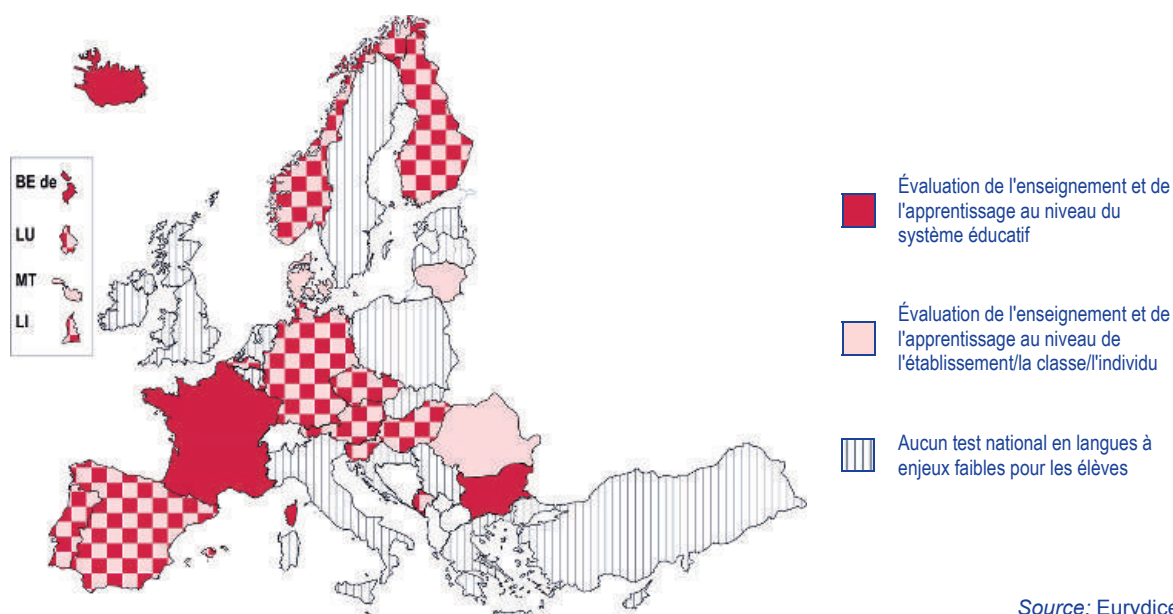 BE de
LU
MT
LI
Évaluation de l'enseignement et de
l'apprentissage au niveau du
système éducatif
Évaluation de l'enseignement et de
l'apprentissage au niveau de
l'établissement/la classe/l'individu
Aucun test national en langues à
enjeux faibles pour les élèves
Source: Eurydice